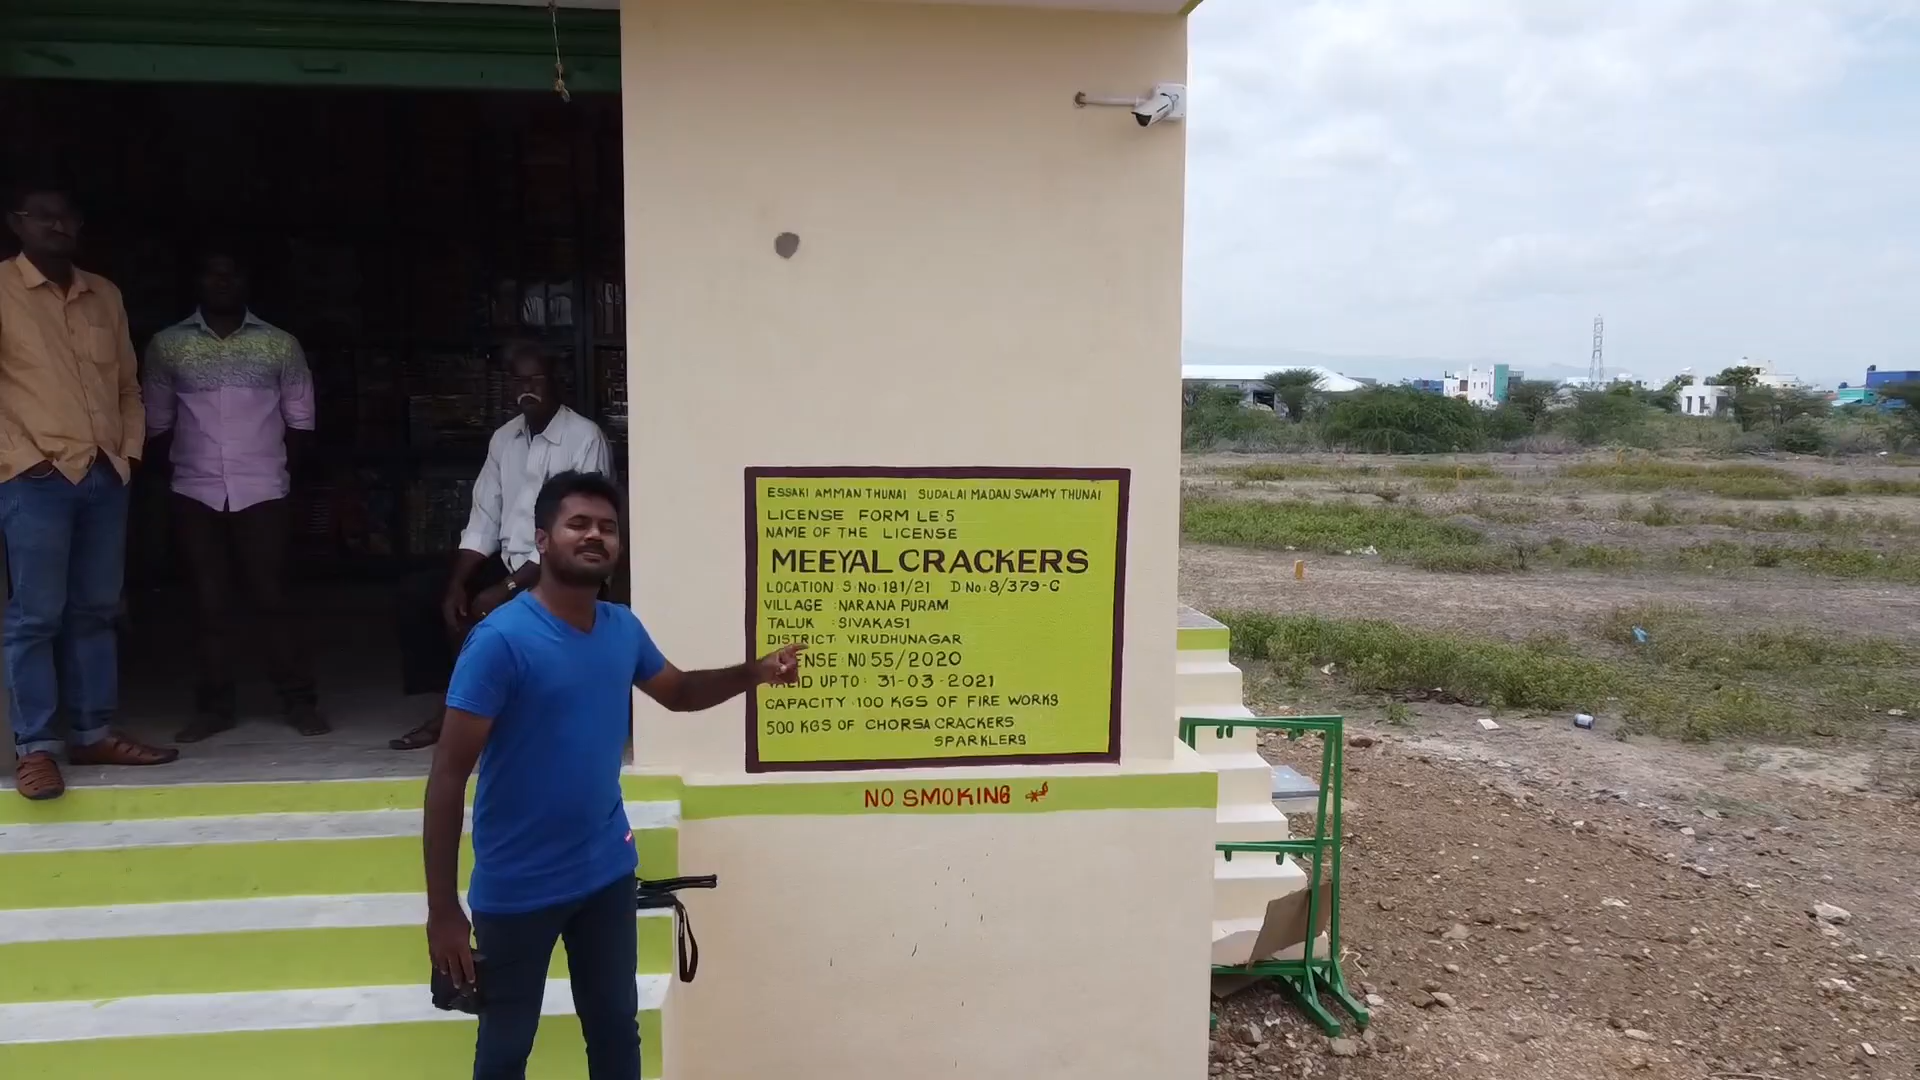 ESSAKI AMMAN THUNAI SUDALAI MADAN SWAMY THUNAI
LICENSE FORM LE 5
NAME OF THE LICENSE
MEEYAL CRACKERS
LOCATION S.No:181/21 D.No:8/379-C
VILLAGE :NARANA PURAM
TALUK :SIVAKASI
DISTRICT: VIRUDHUNAGAR
ENSE NO 55/2020
VALID UPTO: 31-03-2021
CAPACITY:100 KGS OF FIRE WORKS
500 KGS OF CHORSA CRACKERS
SPARKLERS
NO SMOKING